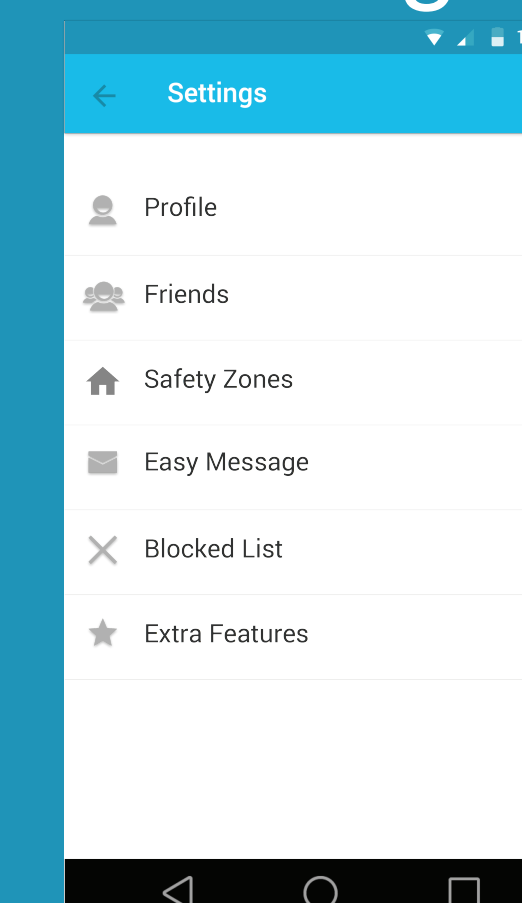 Settings
Profile
Friends
Safety Zones
Easy Message
Blocked List
Extra Features